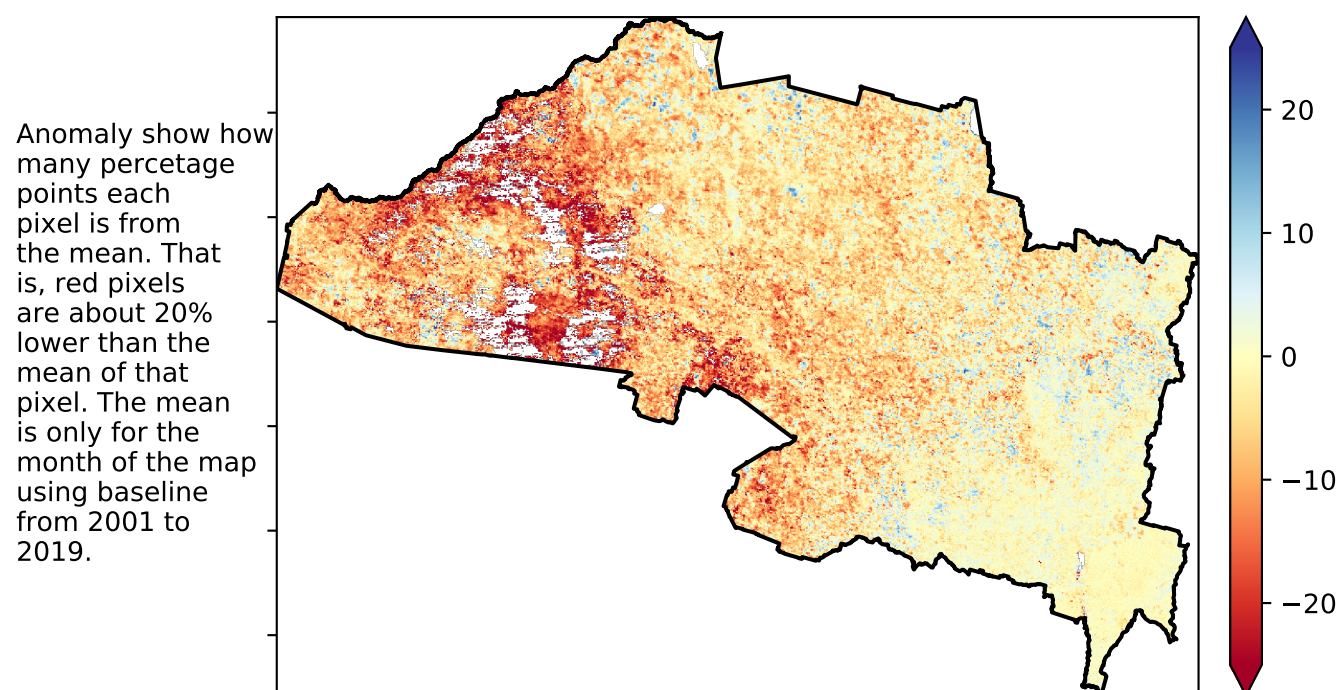 Anomaly show how
many percetage
points each
pixel is from
the mean. That
is, red pixels
are about 20%
lower than the
mean of that
pixel. The mean
is only for the
month of the map
using baseline
from 2001 to
2019.
20
10
0
−10
−20